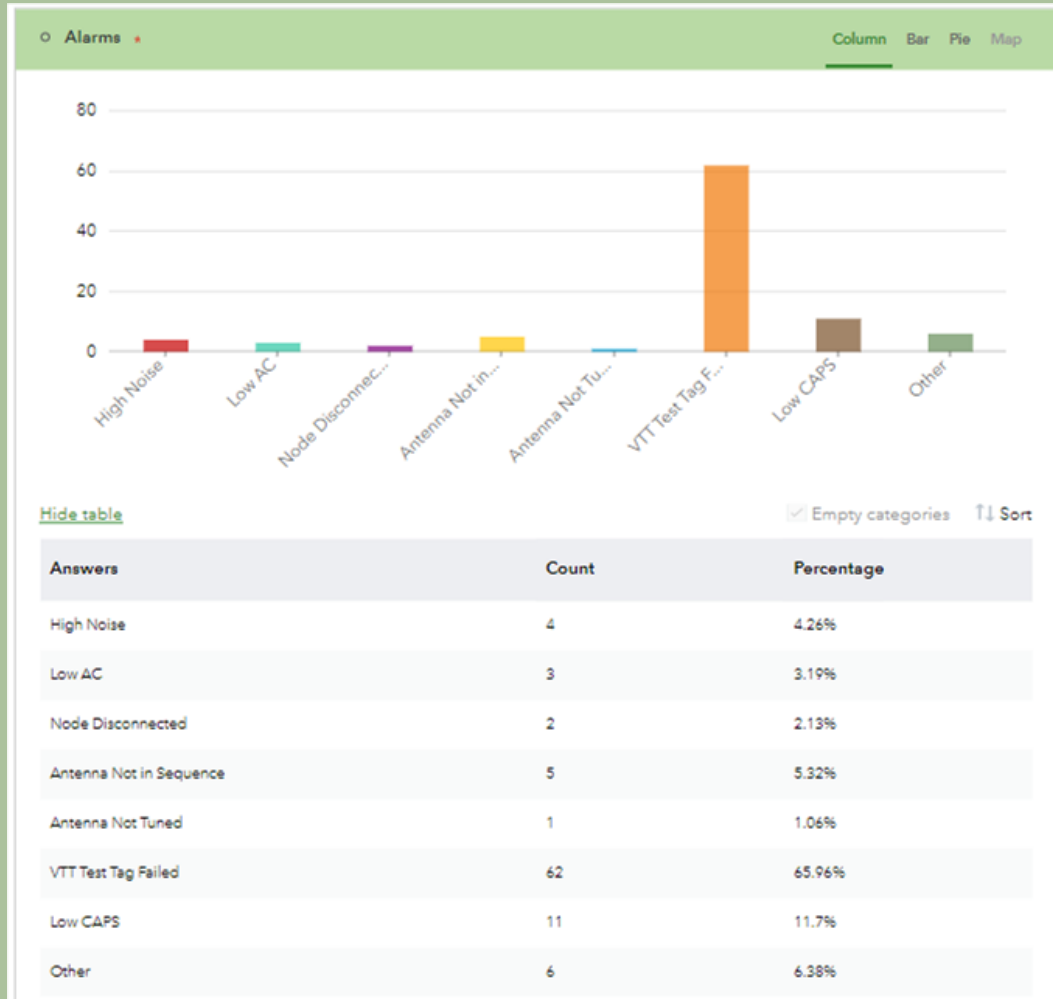 Alarms *
Column Bar Pie Map
80
60
40
20
0
High Noise
Low AC
Node Disconnec...
Antenna Not in...
Antenna Not Tu...
VTT Test Tag F...
Low CAPS
Other
Hide table
Empty categories Sort
Answers Count Percentage
High Noise 4 4.26%
Low AC 3 3.19%
Node Disconnected 2 2.13%
Antenna Not in Sequence 5 5.32%
Antenna Not Tuned 1 1.06%
VTT Test Tag Failed 62 65.96%
Low CAPS 11 11.7%
Other 6 6.38%